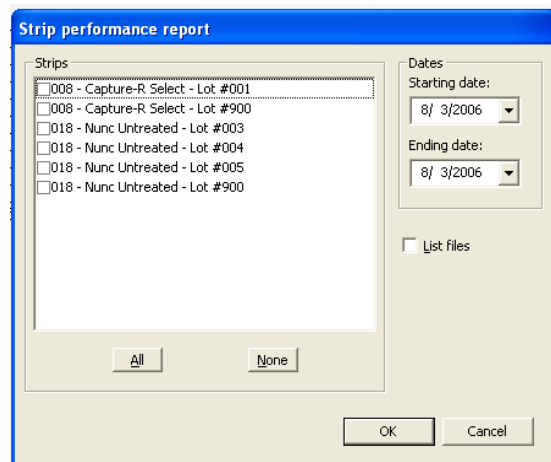 Strip performance report
Strips
008 - Capture-R Select - Lot #001
008 - Capture-R Select - Lot #900
018 - Nunc Untreated - Lot #003
018 - Nunc Untreated - Lot #004
018 - Nunc Untreated - Lot #005
018 - Nunc Untreated - Lot #900
All
None
Dates
Starting date:
8/ 3/2006
Ending date:
8/ 3/2006
List files
OK
Cancel